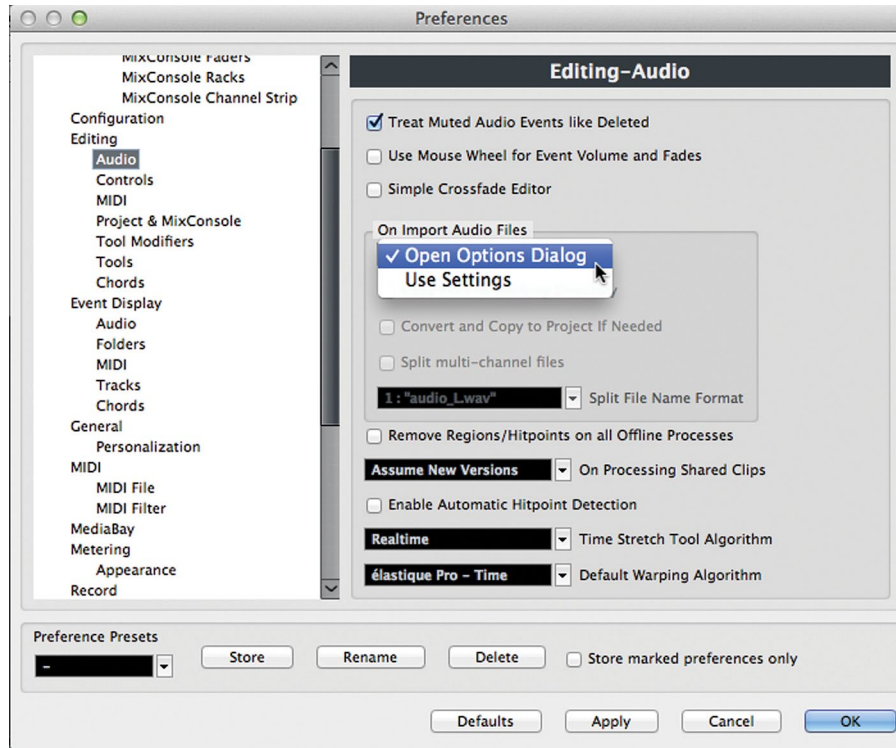 Preferences
MixConsole Faders
MixConsole Racks
MixConsole Channel Strip
Configuration
Editing
Audio
Controls
MIDI
Project & MixConsole
Tool Modifiers
Tools
Chords
Event Display
Audio
Folders
MIDI
Tracks
Chords
General
Personalization
MIDI
MIDI File
MIDI Filter
MediaBay
Metering
Appearance
Record
Editing-Audio
Treat Muted Audio Events like Deleted
Use Mouse Wheel for Event Volume and Fades
Simple Crossfade Editor
On Import Audio Files
✓ Open Options Dialog
Use Settings
Convert and Copy to Project If Needed
Split multi-channel files
1 : "audio_L.wav" Split File Name Format
Remove Regions/Hitpoints on all Offline Processes
Assume New Versions On Processing Shared Clips
Enable Automatic Hitpoint Detection
Realtime Time Stretch Tool Algorithm
élastique Pro - Time Default Warping Algorithm
Preference Presets
- Store Rename Delete Store marked preferences only
Defaults Apply Cancel OK